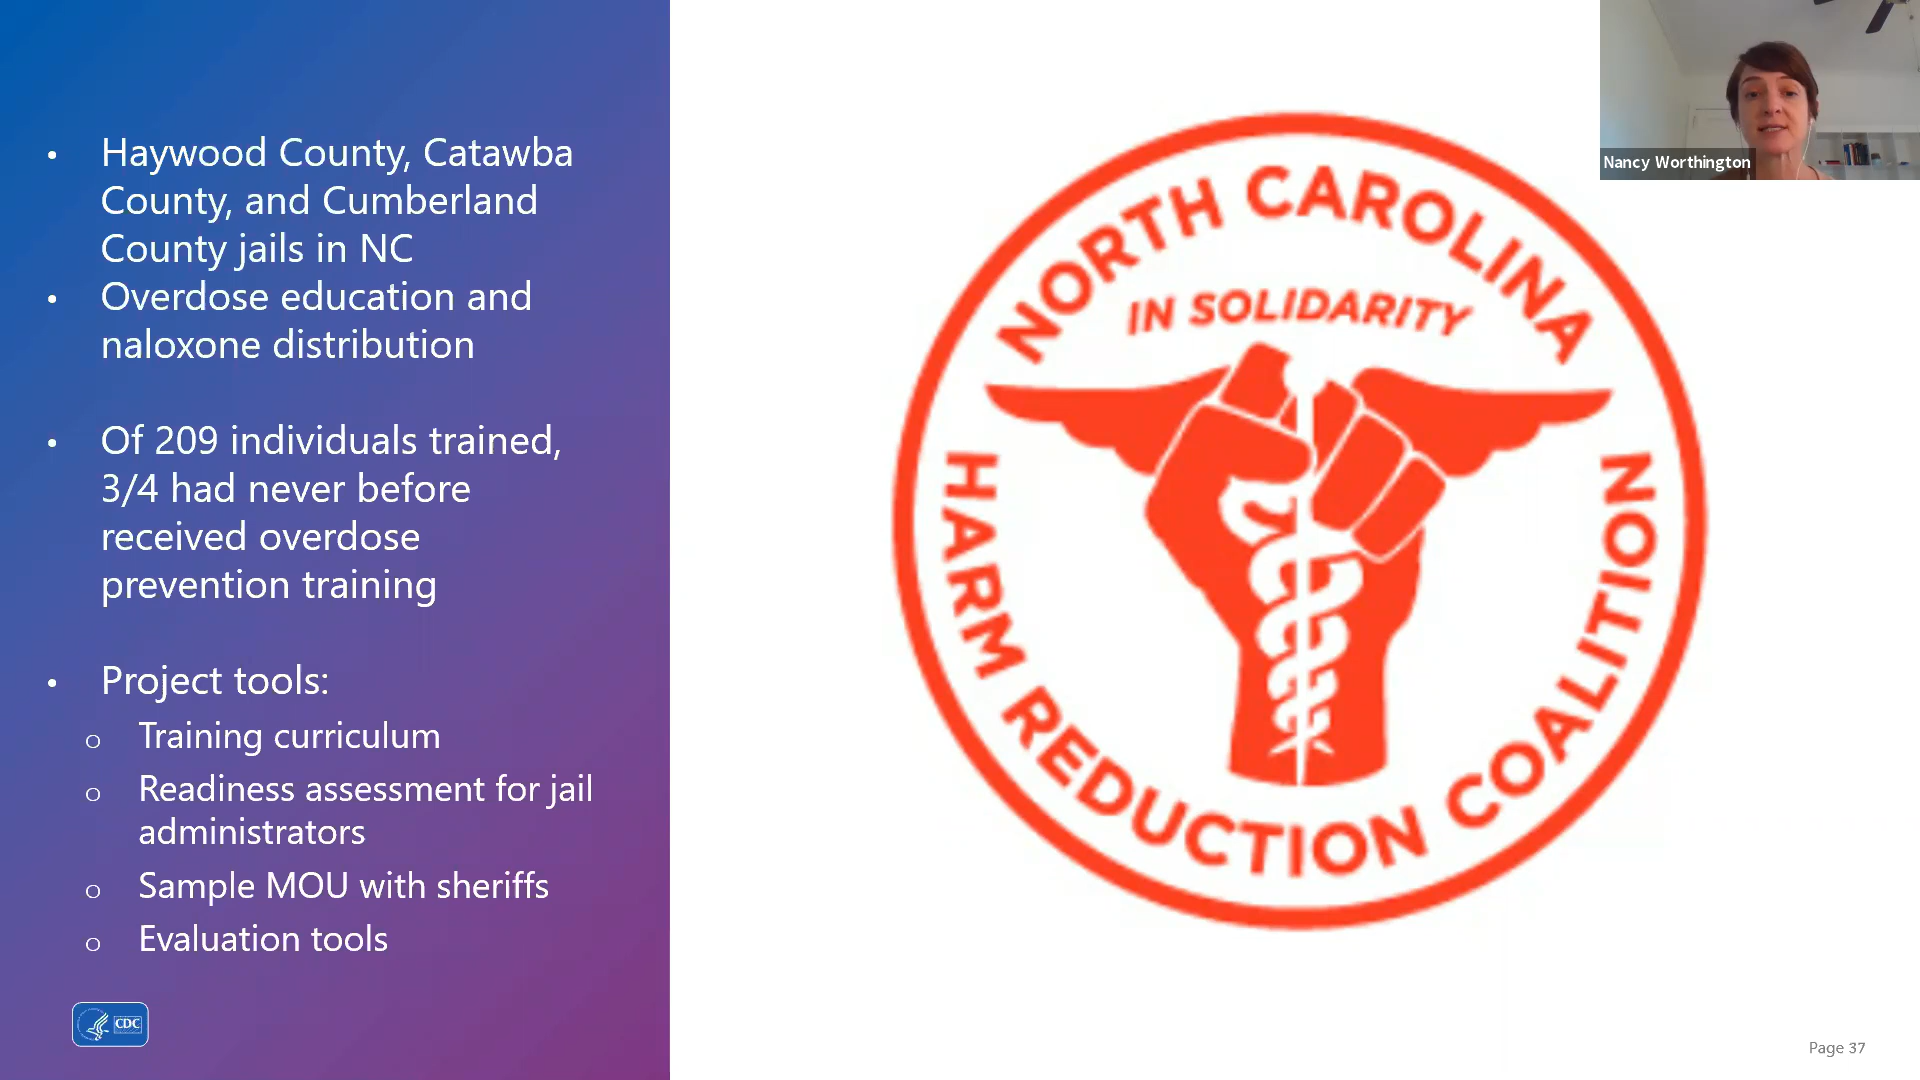 • Haywood County, Catawba
County, and Cumberland
County jails in NC
• Overdose education and
naloxone distribution
• Of 209 individuals trained,
3/4 had never before
received overdose
prevention training
• Project tools:
o Training curriculum
o Readiness assessment for jail
administrators
o Sample MOU with sheriffs
o Evaluation tools
CDC
NORTH CAROLINA
IN SOLIDARITY
HARM REDUCTION COALITION
Nancy Worthington
Page 37